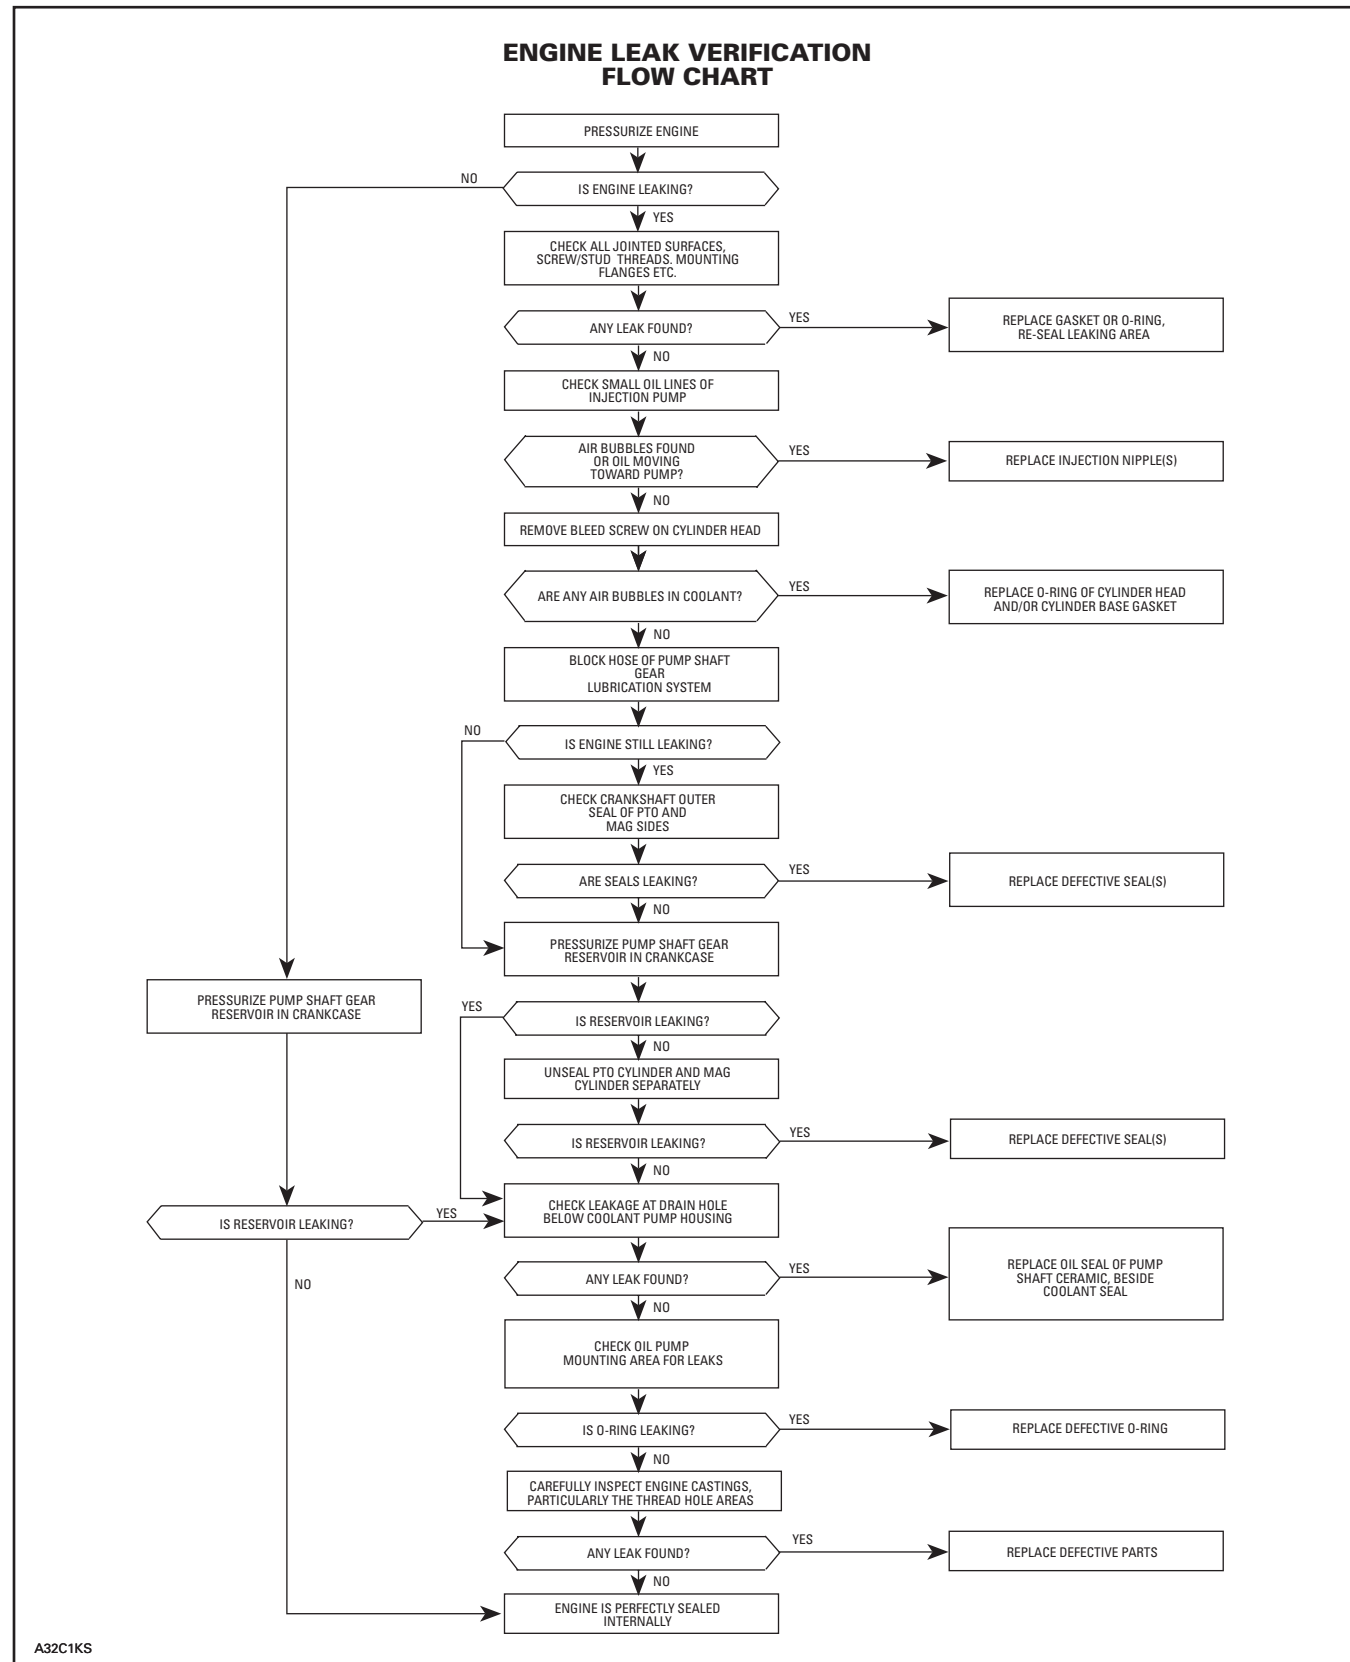 ENGINE LEAK VERIFICATION
FLOW CHART
PRESSURIZE ENGINE
NO
IS ENGINE LEAKING?
YES
CHECK ALL JOINTED SURFACES,
SCREW/STUD THREADS. MOUNTING
FLANGES ETC.
ANY LEAK FOUND?
YES
REPLACE GASKET OR O-RING,
RE-SEAL LEAKING AREA
NO
CHECK SMALL OIL LINES OF
INJECTION PUMP
AIR BUBBLES FOUND
OR OIL MOVING
TOWARD PUMP?
YES
REPLACE INJECTION NIPPLE(S)
NO
REMOVE BLEED SCREW ON CYLINDER HEAD
ARE ANY AIR BUBBLES IN COOLANT?
YES
REPLACE O-RING OF CYLINDER HEAD
AND/OR CYLINDER BASE GASKET
NO
BLOCK HOSE OF PUMP SHAFT
GEAR
LUBRICATION SYSTEM
NO
IS ENGINE STILL LEAKING?
YES
CHECK CRANKSHAFT OUTER
SEAL OF PTO AND
MAG SIDES
ARE SEALS LEAKING?
YES
REPLACE DEFECTIVE SEAL(S)
NO
PRESSURIZE PUMP SHAFT GEAR
RESERVOIR IN CRANKCASE
PRESSURIZE PUMP SHAFT GEAR
RESERVOIR IN CRANKCASE
YES
IS RESERVOIR LEAKING?
NO
UNSEAL PTO CYLINDER AND MAG
CYLINDER SEPARATELY
IS RESERVOIR LEAKING?
YES
REPLACE DEFECTIVE SEAL(S)
NO
CHECK LEAKAGE AT DRAIN HOLE
BELOW COOLANT PUMP HOUSING
IS RESERVOIR LEAKING?
YES
NO
ANY LEAK FOUND?
YES
REPLACE OIL SEAL OF PUMP
SHAFT CERAMIC, BESIDE
COOLANT SEAL
NO
CHECK OIL PUMP
MOUNTING AREA FOR LEAKS
IS O-RING LEAKING?
YES
REPLACE DEFECTIVE O-RING
NO
CAREFULLY INSPECT ENGINE CASTINGS,
PARTICULARLY THE THREAD HOLE AREAS
ANY LEAK FOUND?
YES
REPLACE DEFECTIVE PARTS
NO
ENGINE IS PERFECTLY SEALED
INTERNALLY
A32C1KS